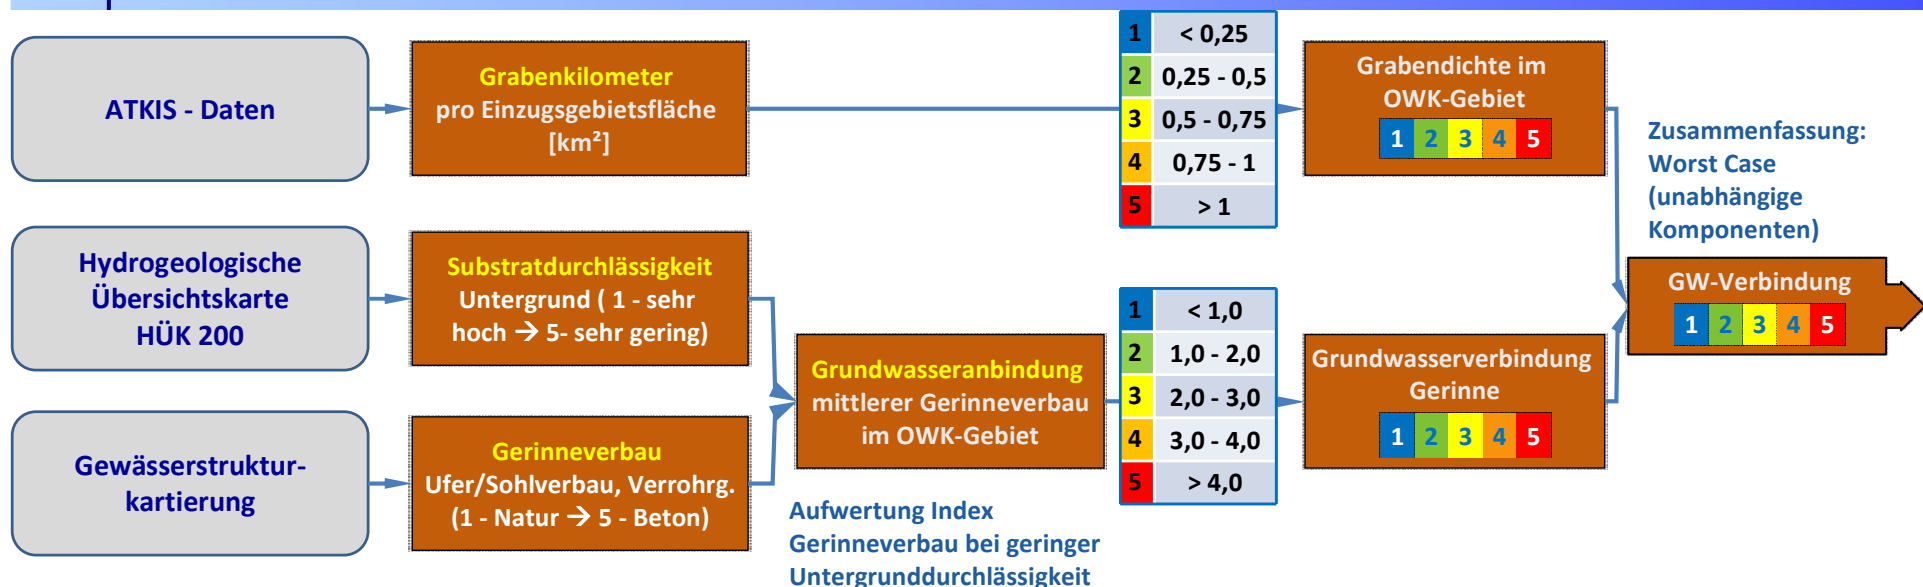 ATKIS - Daten
Grabenkilometer
pro Einzugsgebietsfläche
[km²]
1 < 0,25
2 0,25 - 0,5
3 0,5 - 0,75
4 0,75 - 1
5 > 1
Grabendichte im
OWK-Gebiet
1 2 3 4 5
Zusammenfassung:
Worst Case
(unabhängige
Komponenten)
Hydrogeologische
Übersichtskarte
HÜK 200
Substratdurchlässigkeit
Untergrund ( 1 - sehr
hoch → 5- sehr gering)
GW-Verbindung
1 2 3 4 5
Gewässerstruktur-
kartierung
Gerinneverbau
Ufer/Sohlverbau, Verrohrg.
(1 - Natur → 5 - Beton)
Grundwasseranbindung
mittlerer Gerinneverbau
im OWK-Gebiet
Aufwertung Index
Gerinneverbau bei geringer
Untergrunddurchlässigkeit
1 < 1,0
2 1,0 - 2,0
3 2,0 - 3,0
4 3,0 - 4,0
5 > 4,0
Grundwasserverbindung
Gerinne
1 2 3 4 5